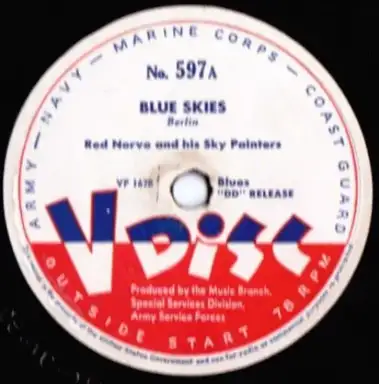 ARMY — NAVY — MARINE CORPS — COAST GUARD
No. 597A
BLUE SKIES
Berlin
Red Norvo and his Sky Painters
VP 1678
Blues
"DD" RELEASE
V DISC
Produced by the Music Branch,
Special Services Division,
Army Service Forces
OUTSIDE START 78 RPM